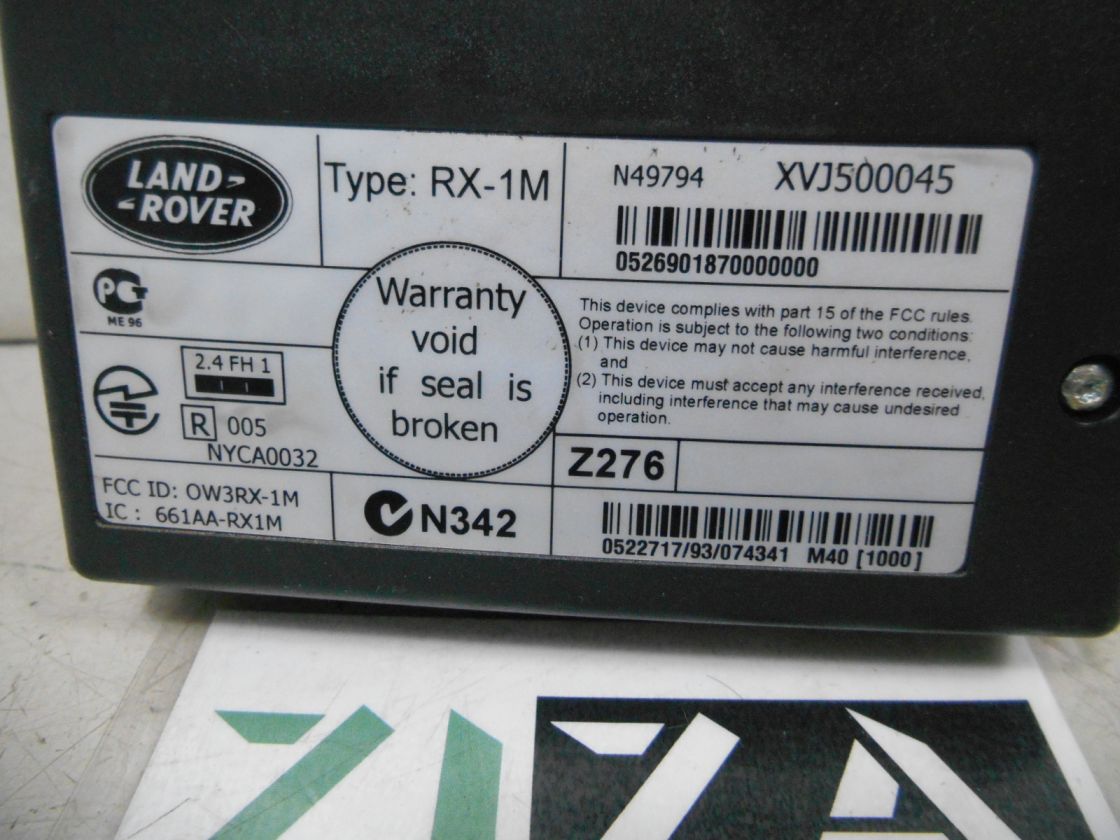 LAND-
-ROVER
Type: RX-1M
N49794 XVJ500045
0526901870000000
PCT
ME 96
2.4 FH 1
R 005
NYCA0032
Warranty
void
if seal is
broken
This device complies with part 15 of the FCC rules.
Operation is subject to the following two conditions:
(1) This device may not cause harmful interference,
and
(2) This device must accept any interference received,
including interference that may cause undesired
operation.
Z276
FCC ID: OW3RX-1M
IC : 661AA-RX1M
N342
0522717/93/074341 M40 [1000]
ZIZA